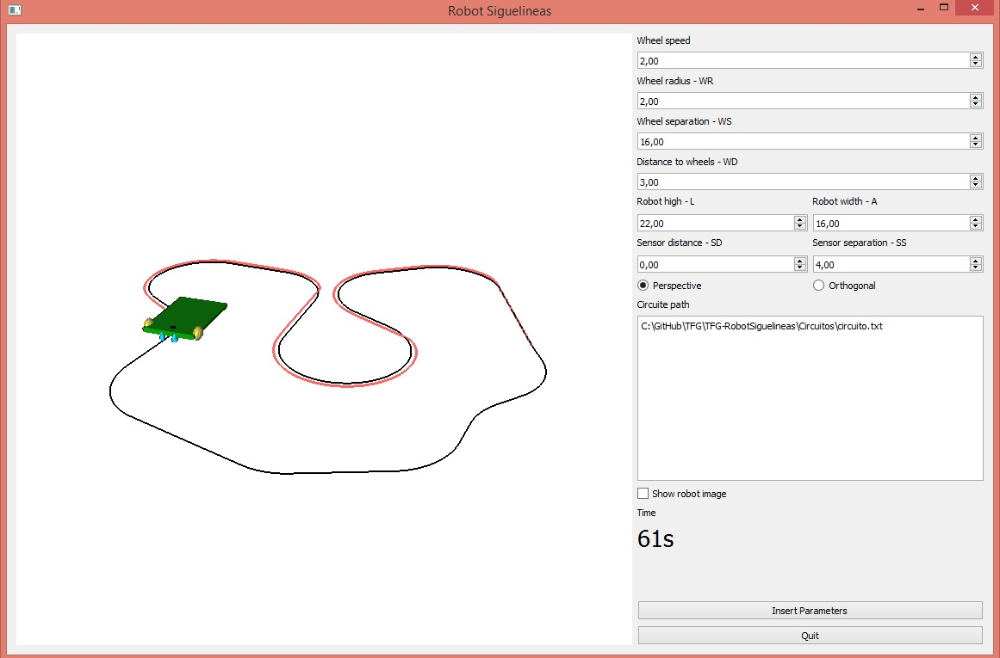 Robot Siguelineas
Wheel speed
2,00
Wheel radius - WR
2,00
Wheel separation - WS
16,00
Distance to wheels - WD
3,00
Robot high - L
Robot width - A
22,00
16,00
Sensor distance - SD
Sensor separation - SS
0,00
4,00
Perspective
Orthogonal
Circuite path
C:\GitHub\TFG\TFG-RobotSiguelineas\Circuitos\circuito.txt
Show robot image
Time
61s
Insert Parameters
Quit